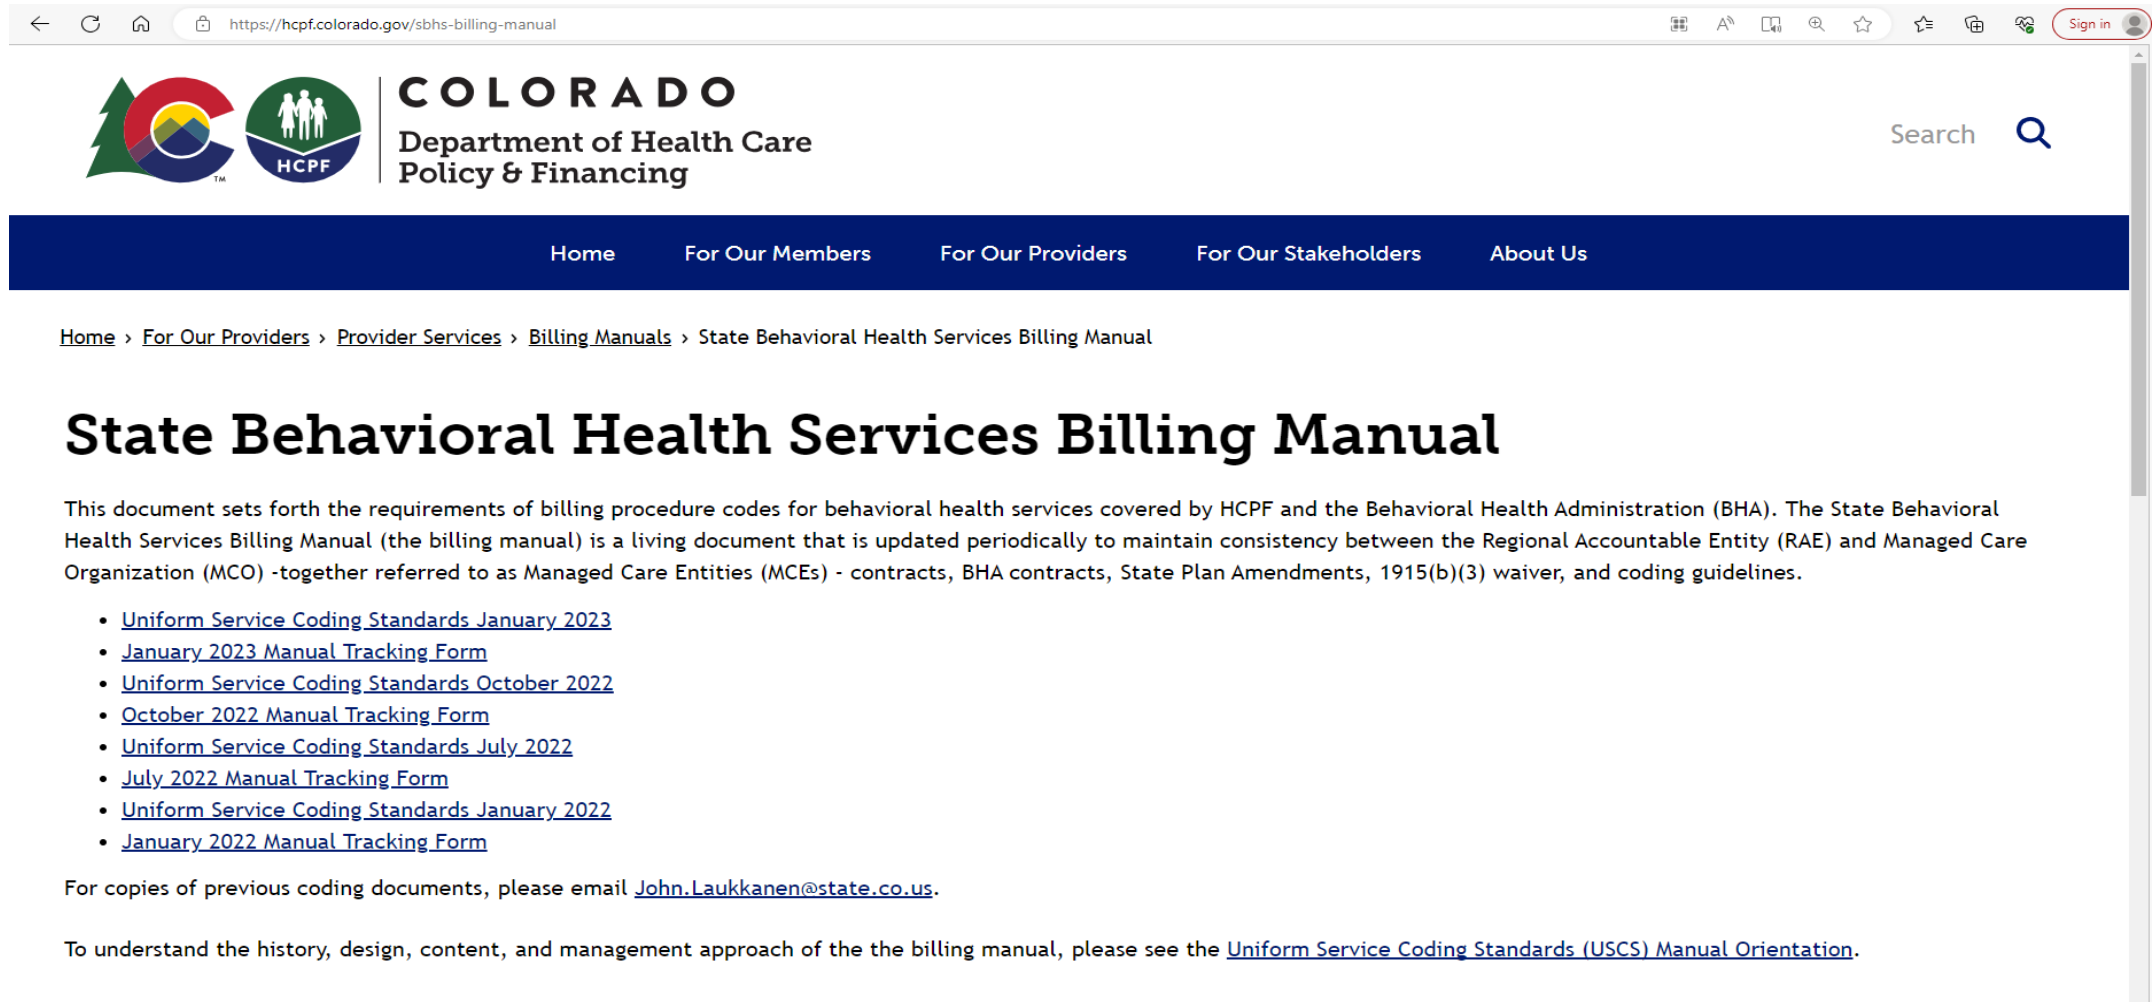 https://hcpf.colorado.gov/sbhs-billing-manual
Sign in
COLORADO
Department of Health Care
Policy & Financing
HCPF
TM
Search
Home For Our Members For Our Providers For Our Stakeholders About Us
Home › For Our Providers › Provider Services › Billing Manuals › State Behavioral Health Services Billing Manual
State Behavioral Health Services Billing Manual
This document sets forth the requirements of billing procedure codes for behavioral health services covered by HCPF and the Behavioral Health Administration (BHA). The State Behavioral
Health Services Billing Manual (the billing manual) is a living document that is updated periodically to maintain consistency between the Regional Accountable Entity (RAE) and Managed Care
Organization (MCO) -together referred to as Managed Care Entities (MCEs) - contracts, BHA contracts, State Plan Amendments, 1915(b)(3) waiver, and coding guidelines.
• Uniform Service Coding Standards January 2023
• January 2023 Manual Tracking Form
• Uniform Service Coding Standards October 2022
• October 2022 Manual Tracking Form
• Uniform Service Coding Standards July 2022
• July 2022 Manual Tracking Form
• Uniform Service Coding Standards January 2022
• January 2022 Manual Tracking Form
For copies of previous coding documents, please email John.Laukkanen@state.co.us.
To understand the history, design, content, and management approach of the the billing manual, please see the Uniform Service Coding Standards (USCS) Manual Orientation.